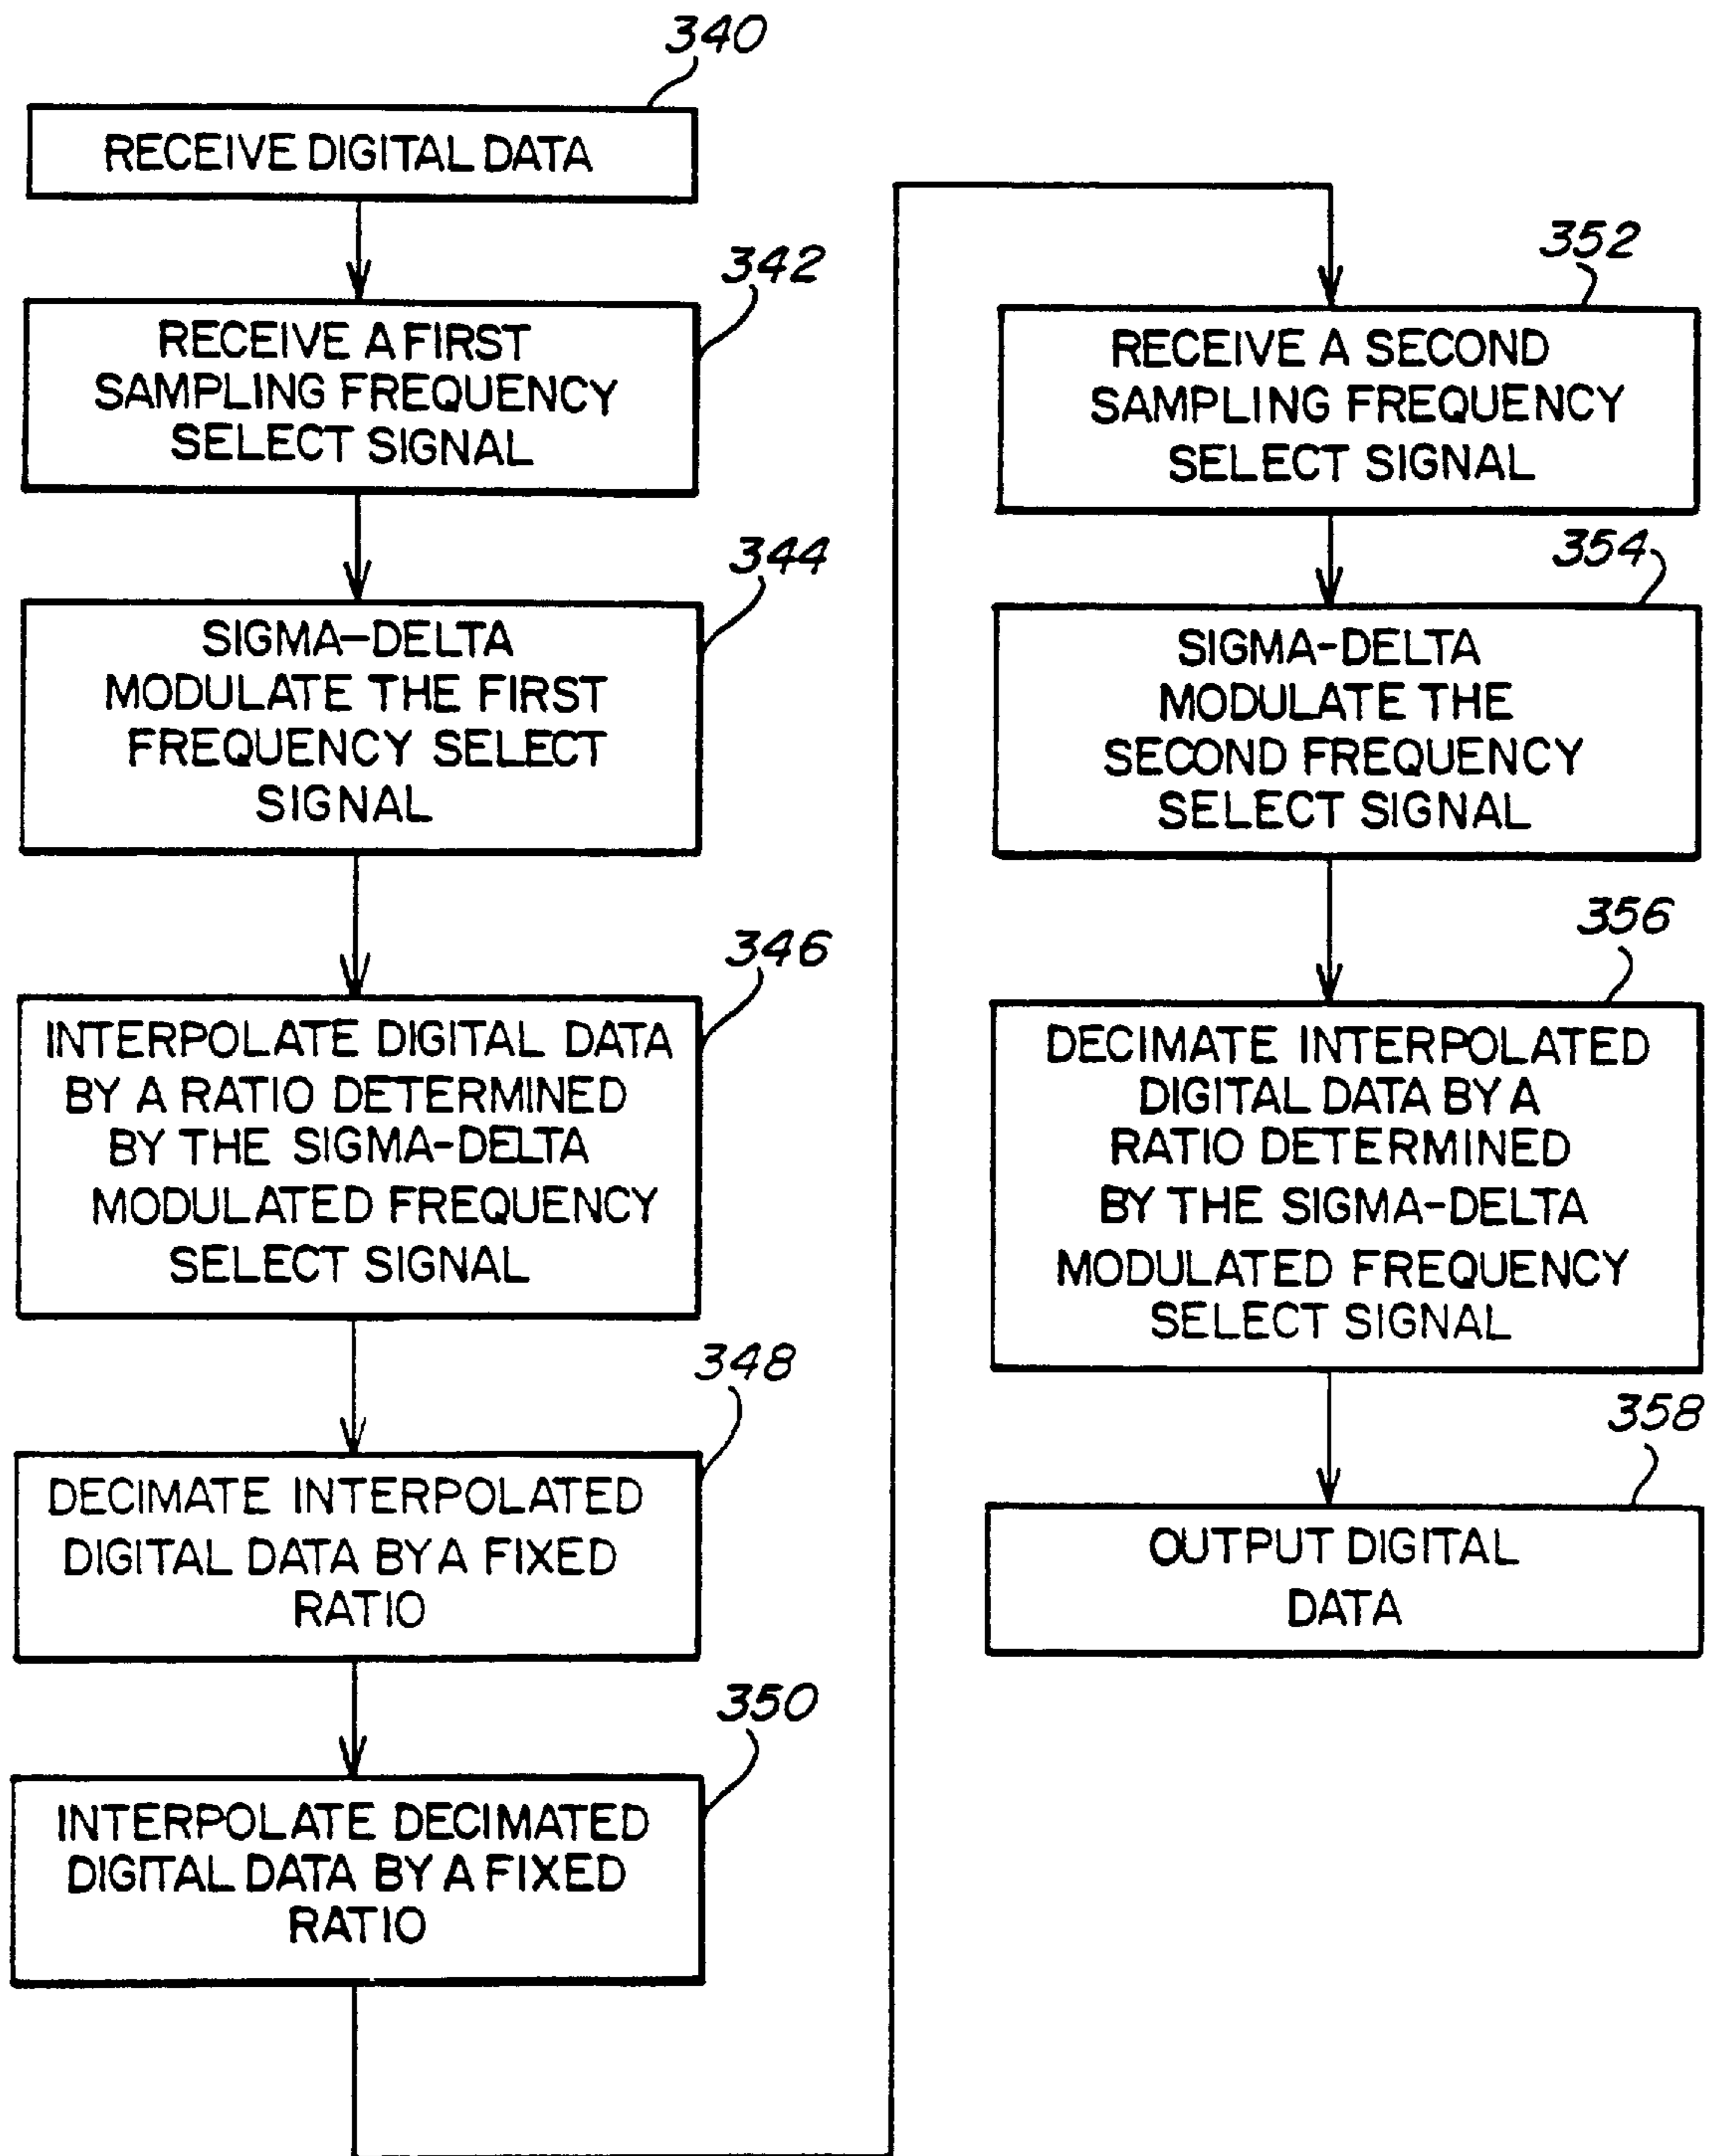 340
RECEIVE DIGITAL DATA
342
RECEIVE A FIRST
SAMPLING FREQUENCY
SELECT SIGNAL
344
SIGMA-DELTA
MODULATE THE FIRST
FREQUENCY SELECT
SIGNAL
346
INTERPOLATE DIGITAL DATA
BY A RATIO DETERMINED
BY THE SIGMA-DELTA
MODULATED FREQUENCY
SELECT SIGNAL
348
DECIMATE INTERPOLATED
DIGITAL DATA BY A FIXED
RATIO
350
INTERPOLATE DECIMATED
DIGITAL DATA BY A FIXED
RATIO
352
RECEIVE A SECOND
SAMPLING FREQUENCY
SELECT SIGNAL
354
SIGMA-DELTA
MODULATE THE
SECOND FREQUENCY
SELECT SIGNAL
356
DECIMATE INTERPOLATED
DIGITAL DATA BY A
RATIO DETERMINED
BY THE SIGMA-DELTA
MODULATED FREQUENCY
SELECT SIGNAL
358
OUTPUT DIGITAL
DATA